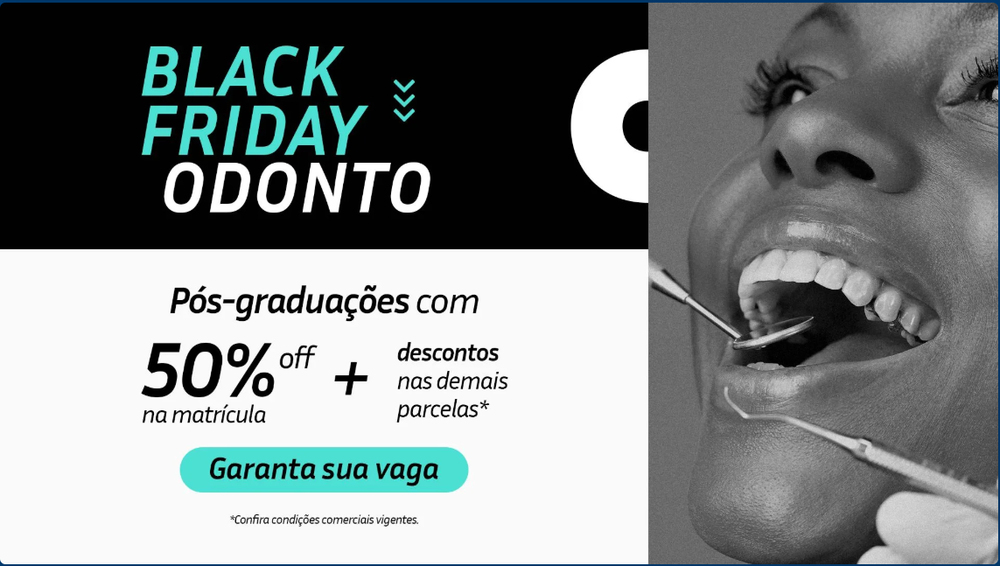 BLACK
FRIDAY
ODONTO
Pós-graduações com
50% off
na matrícula
+
descontos
nas demais
parcelas*
Garanta sua vaga
*Confira condições comerciais vigentes.